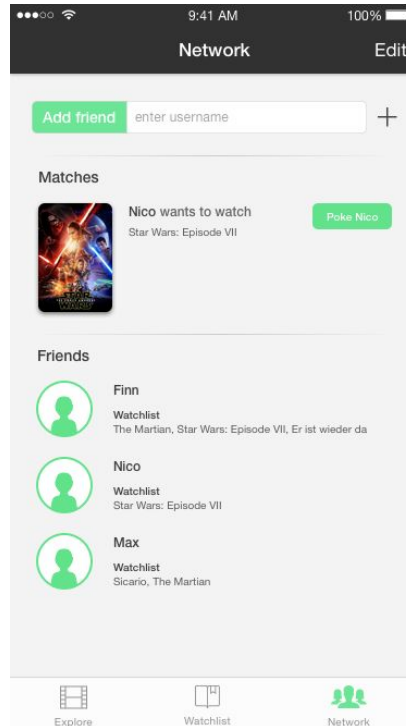 9:41 AM
100%
Network
Edit
Add friend
enter username
Matches
Nico wants to watch
Star Wars: Episode VII
Poke Nico
STAR WARS
Friends
Finn
Watchlist
The Martian, Star Wars: Episode VII, Er ist wieder da
Nico
Watchlist
Star Wars: Episode VII
Max
Watchlist
Sicario, The Martian
Explore
Watchlist
Network